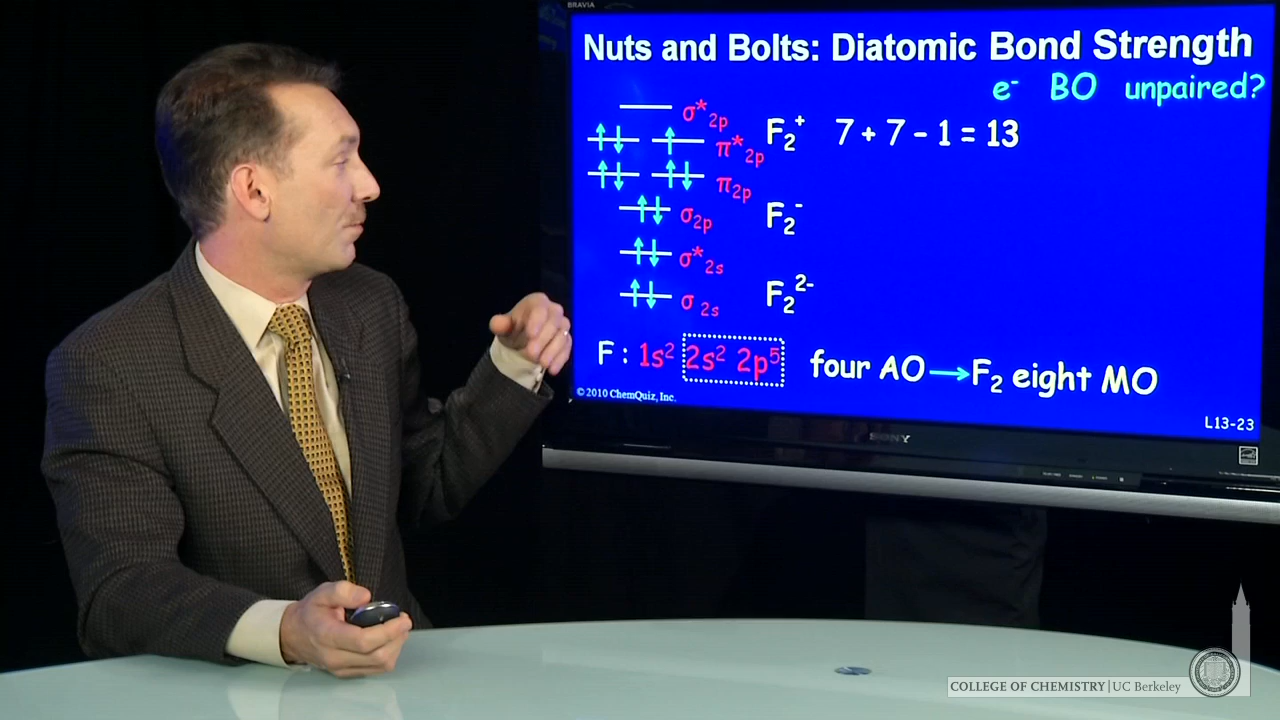 BRAVIA
Nuts and Bolts: Diatomic Bond Strength
e⁻ BO unpaired?
σ*2p
F₂⁺ 7 + 7 − 1 = 13
π*2p
π2p
σ2p F₂⁻
σ*2s
σ2s F₂²⁻
F : 1s² 2s² 2p⁵ four AO → F₂ eight MO
© 2010 ChemQuiz, Inc.
L13-23
SONY
COLLEGE OF CHEMISTRY | UC Berkeley